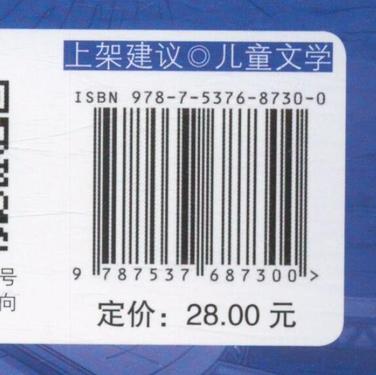 上架建议◎儿童文学
ISBN 978-7-5376-8730-0
9 787537 687300 >
号
向
定价：28.00 元